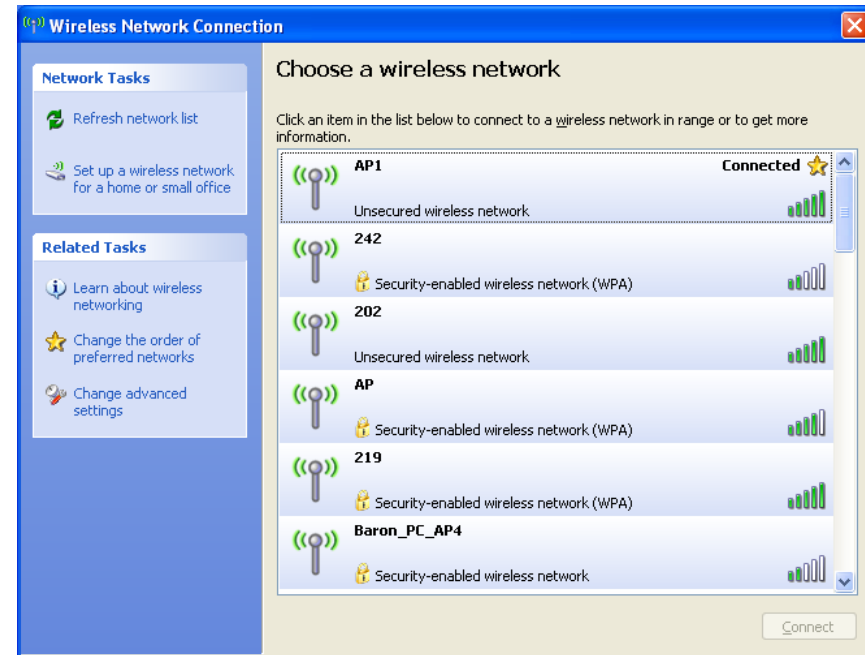 Wireless Network Connection
Network Tasks
Refresh network list
Set up a wireless network
for a home or small office
Related Tasks
Learn about wireless
networking
Change the order of
preferred networks
Change advanced
settings
Choose a wireless network
Click an item in the list below to connect to a wireless network in range or to get more
information.
AP1 Connected
Unsecured wireless network
242
Security-enabled wireless network (WPA)
202
Unsecured wireless network
AP
Security-enabled wireless network (WPA)
219
Security-enabled wireless network (WPA)
Baron_PC_AP4
Security-enabled wireless network
Connect